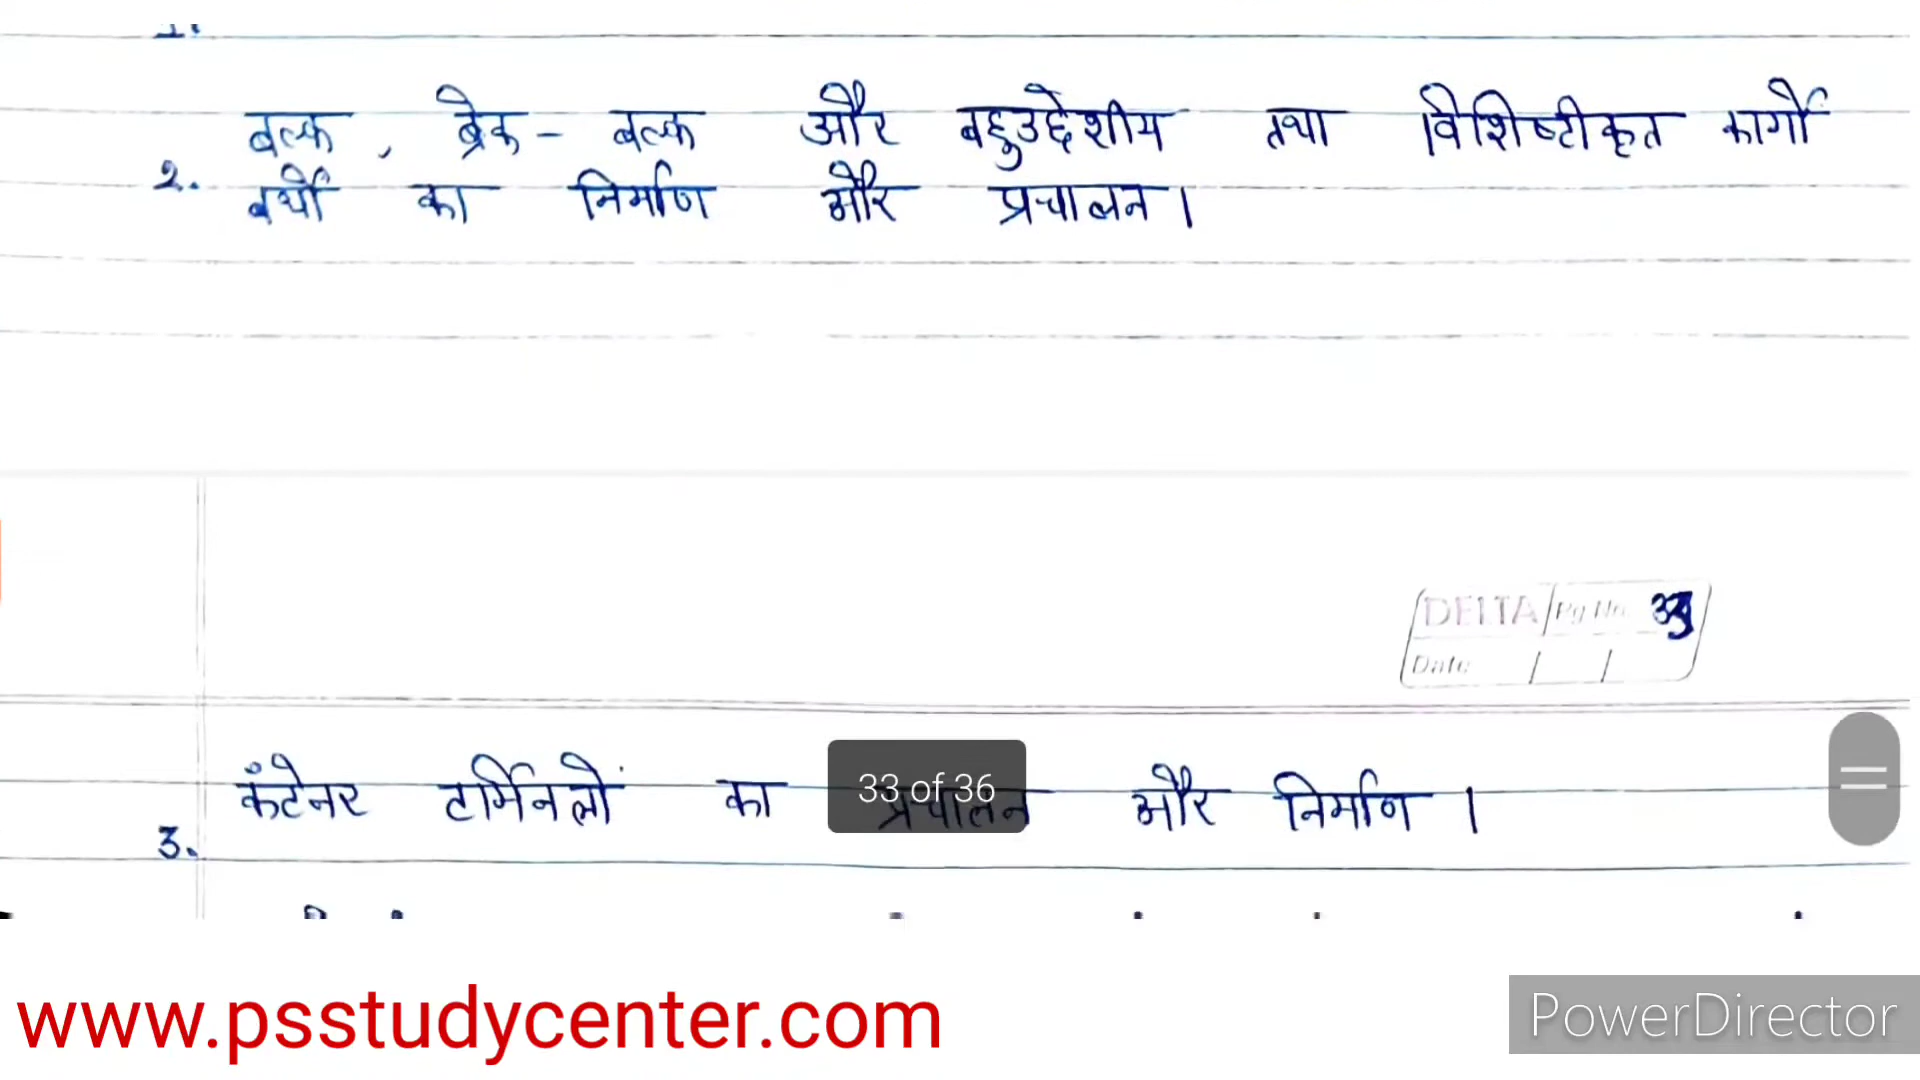 1.
बल्क, ब्रेक - बल्क और बहुउद्देशीय तथा विशिष्टीकृत कार्गो
2. बर्थो का निर्माण और प्रचालन।
DELTA Pg No.
Date / /
कंटेनर टर्मिनलों का प्रचालन और निर्माण।
33 of 36
3.
www.psstudycenter.com
PowerDirector